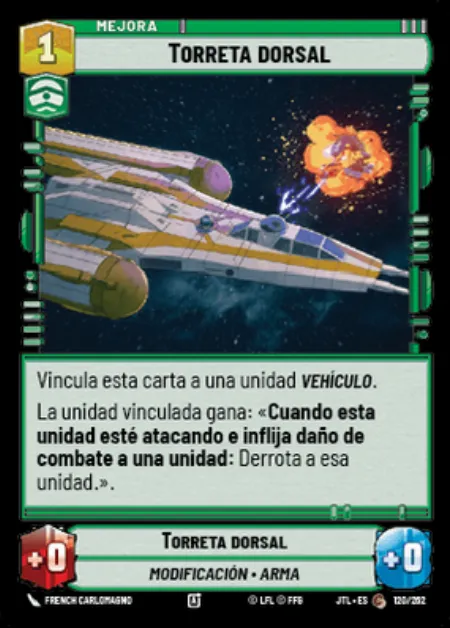 MEJORA
1
TORRETA DORSAL
Vincula esta carta a una unidad VEHÍCULO.
La unidad vinculada gana: «Cuando esta
unidad esté atacando e inflija daño de
combate a una unidad: Derrota a esa
unidad.».
TORRETA DORSAL
+0
+0
MODIFICACIÓN • ARMA
FRENCH CARLOMAGNO
A
© LFL © FFG
JTL • ES
120/262